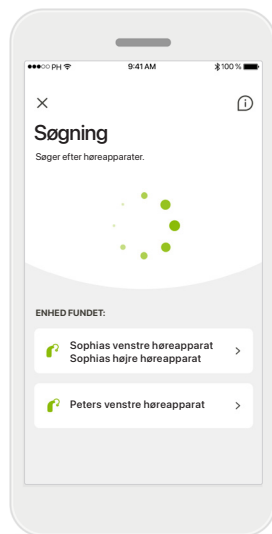 PH 9:41 AM 100 %
Søgning
Søger efter høreapparater.
ENHED FUNDET:
Sophias venstre høreapparat
Sophias højre høreapparat
Peters venstre høreapparat